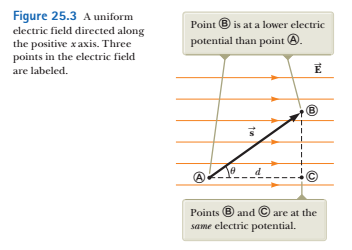 Figure 25.3 A uniform
electric field directed along
the positive x axis. Three
points in the electric field
are labeled.
Point Ⓑ is at a lower electric
potential than point Ⓐ.
E
B
s
θ
d
A
C
Points Ⓑ and Ⓒ are at the
same electric potential.